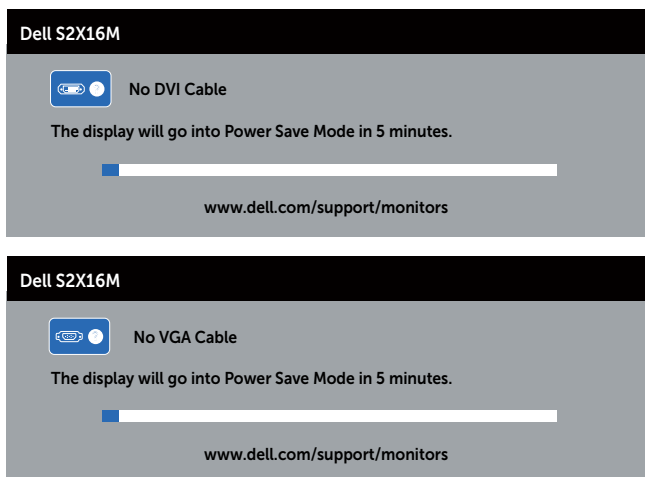 Dell S2X16M
No DVI Cable
The display will go into Power Save Mode in 5 minutes.
www.dell.com/support/monitors
Dell S2X16M
No VGA Cable
The display will go into Power Save Mode in 5 minutes.
www.dell.com/support/monitors